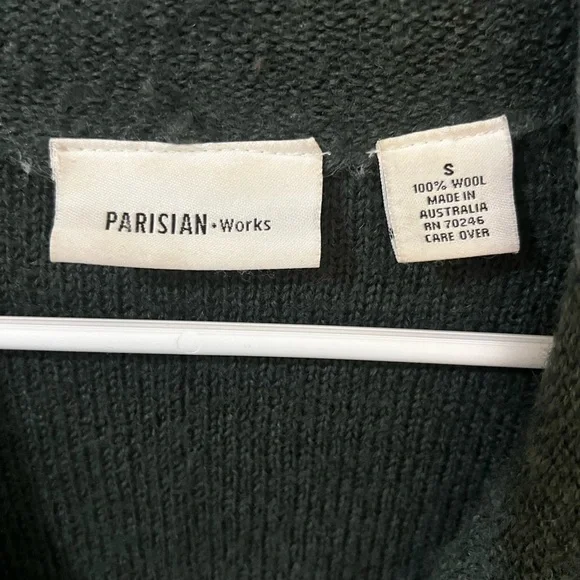 PARISIAN • Works
S
100% WOOL
MADE IN
AUSTRALIA
RN 70246
CARE OVER